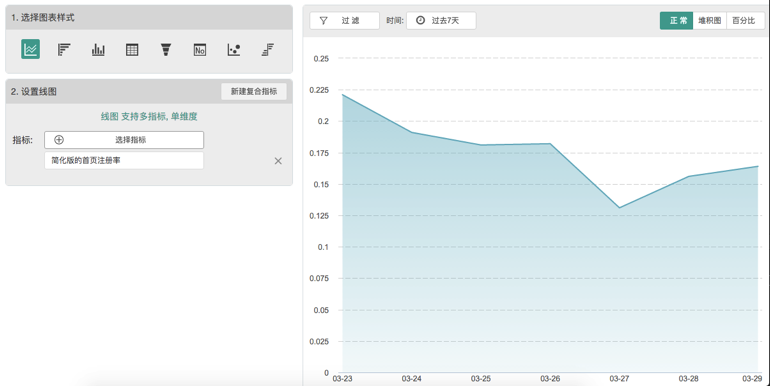 1. 选择图表样式
No
2. 设置线图
新建复合指标
线图 支持多指标, 单维度
指标:
选择指标
简化版的首页注册率
过 滤
时间:
过去7天
正 常
堆积图
百分比
0.25
0.225
0.2
0.175
0.15
0.125
0.1
0.075
0.05
0.025
0
03-23
03-24
03-25
03-26
03-27
03-28
03-29